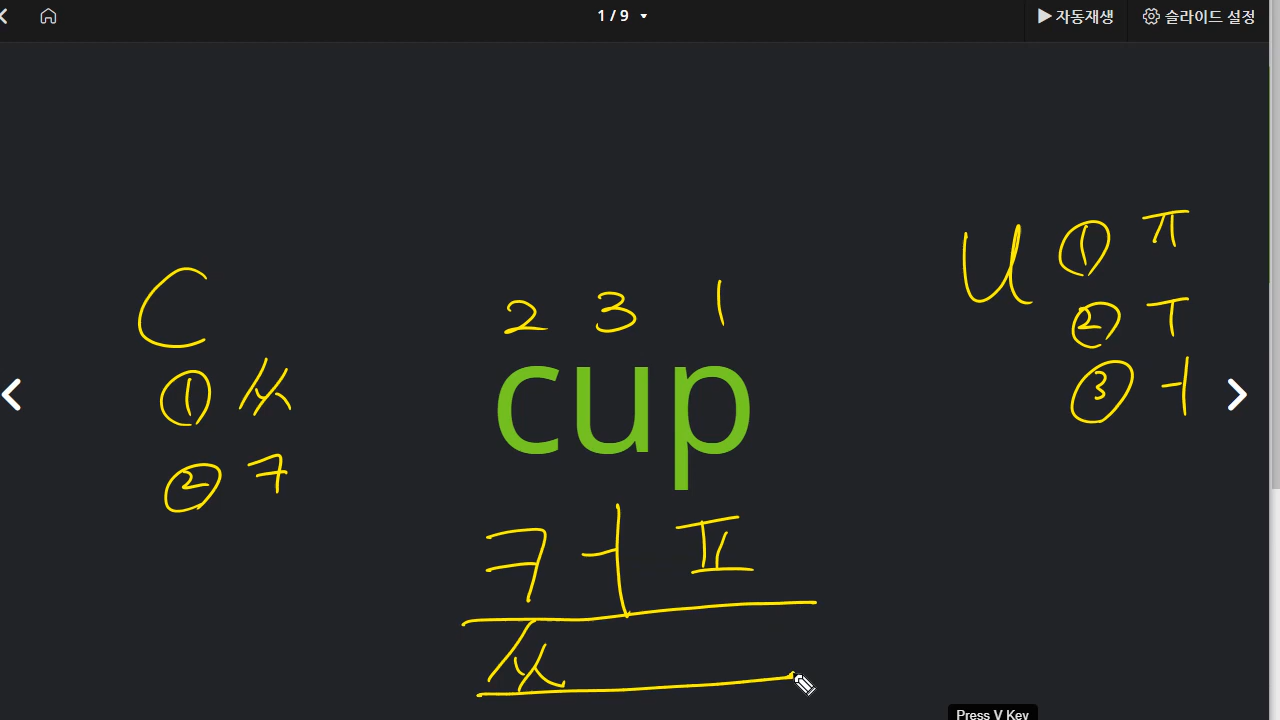 1 / 9
자동재생
슬라이드 설정
U ① ㅠ
② ㅜ
③ ㅓ
C
① ㅆ
② ㅋ
2 3 1
cup
ㅋ ㅓ ㅍ
ㅆ
Press V Key